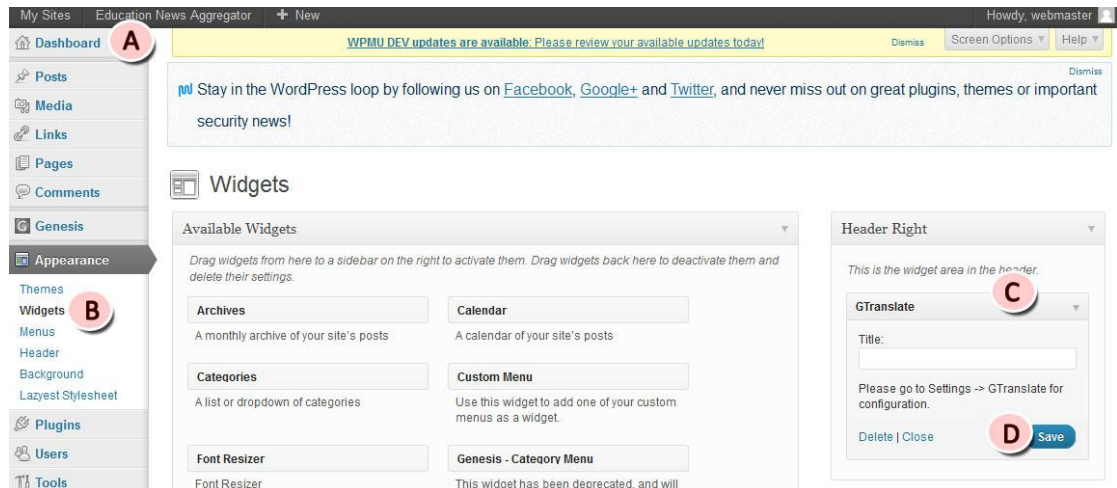 My Sites Education News Aggregator + New Howdy, webmaster
Dashboard A
WPMU DEV updates are available: Please review your available updates today! Dismiss
Screen Options Help
Posts
Media
Links
Pages
Comments
Genesis
Appearance
Themes
Widgets B
Menus
Header
Background
Lazyest Stylesheet
Plugins
Users
Tools
Dismiss
Stay in the WordPress loop by following us on Facebook, Google+ and Twitter, and never miss out on great plugins, themes or important
security news!
Widgets
Available Widgets
Drag widgets from here to a sidebar on the right to activate them. Drag widgets back here to deactivate them and
delete their settings.
Archives
A monthly archive of your site's posts
Calendar
A calendar of your site's posts
Categories
A list or dropdown of categories
Custom Menu
Use this widget to add one of your custom
menus as a widget.
Font Resizer
Font Resizer
Genesis - Category Menu
This widget has been deprecated, and will
Header Right
This is the widget area in the header.
C
GTranslate
Title:
Please go to Settings -> GTranslate for
configuration.
Delete | Close D Save